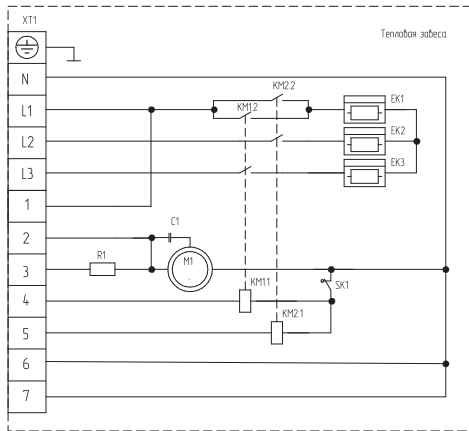 XT1
Тепловая завеса
N
KM2.2
L1
KM1.2
EK1
L2
EK2
L3
EK3
1
C1
2
R1
M1
3
KM1.1
SK1
4
KM2.1
5
6
7